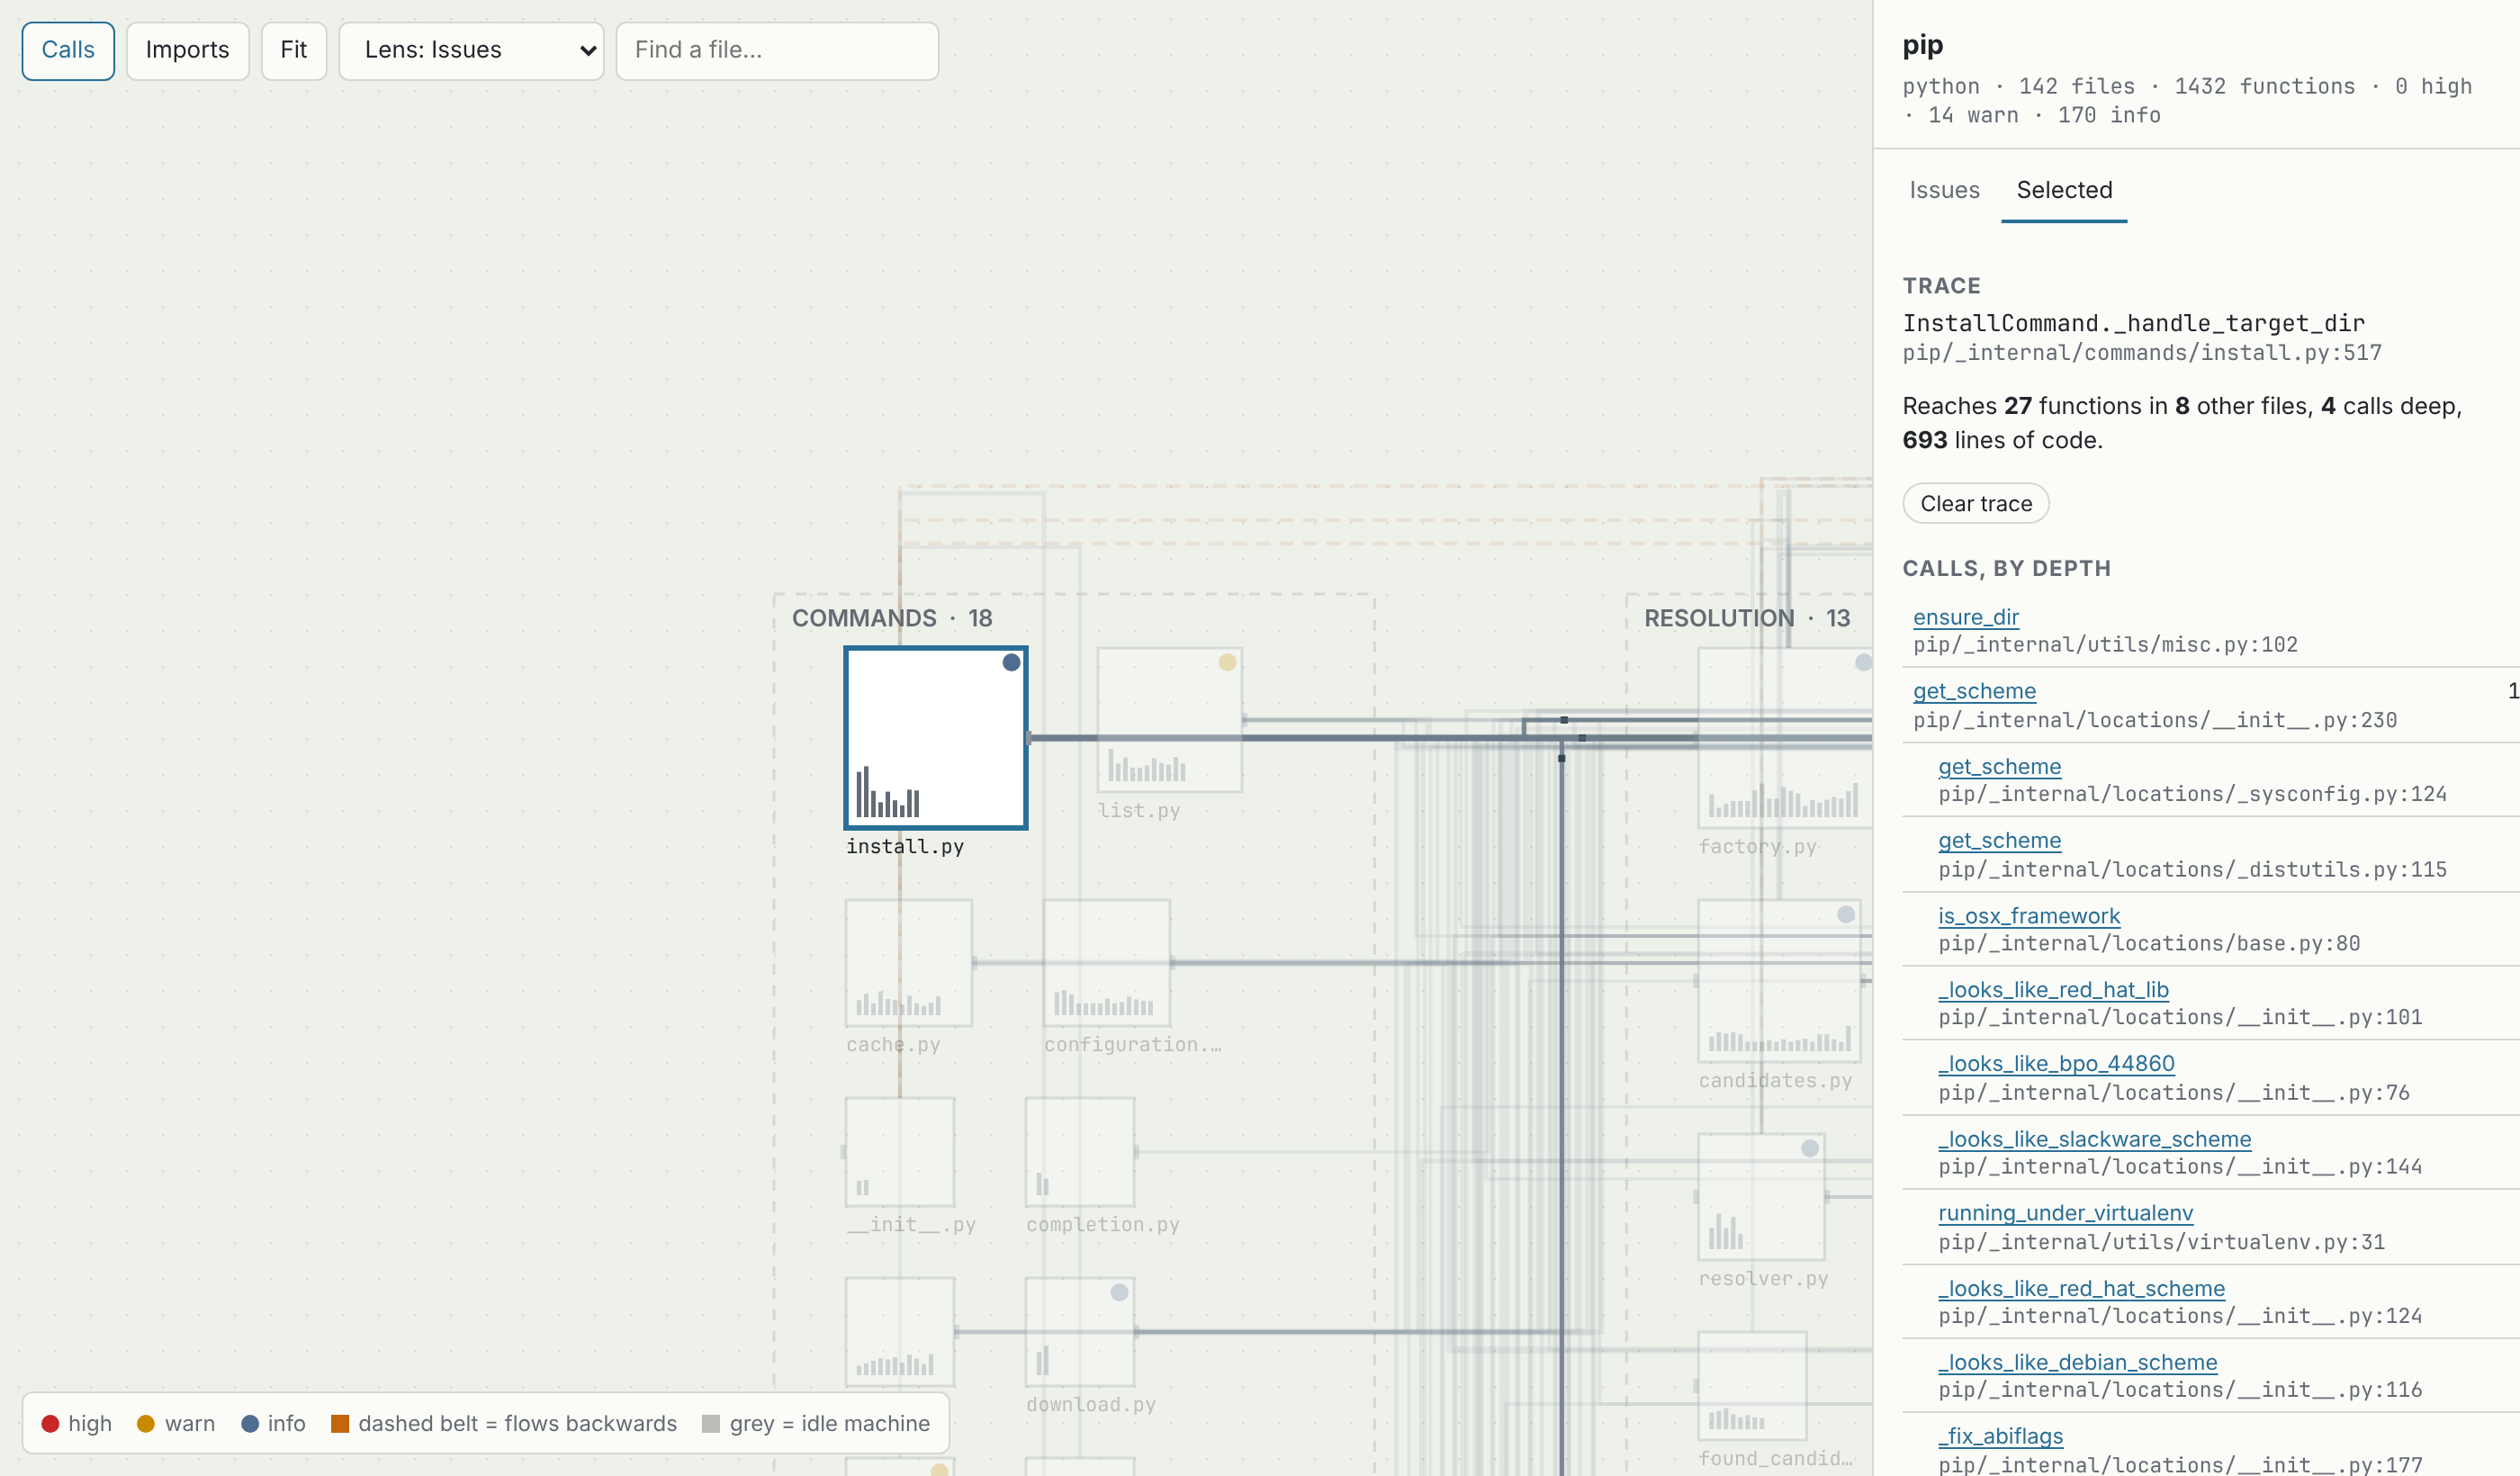 Calls
Imports
Fit
Lens: Issues
Find a file...
COMMANDS · 18
RESOLUTION · 13
install.py
list.py
factory.py
cache.py
configuration.…
candidates.py
__init__.py
completion.py
resolver.py
download.py
found_candid…
high
warn
info
dashed belt = flows backwards
grey = idle machine
pip
python · 142 files · 1432 functions · 0 high
· 14 warn · 170 info
Issues
Selected
TRACE
InstallCommand._handle_target_dir
pip/_internal/commands/install.py:517
Reaches 27 functions in 8 other files, 4 calls deep,
693 lines of code.
Clear trace
CALLS, BY DEPTH
ensure_dir
pip/_internal/utils/misc.py:102
get_scheme 1
pip/_internal/locations/__init__.py:230
get_scheme
pip/_internal/locations/_sysconfig.py:124
get_scheme
pip/_internal/locations/_distutils.py:115
is_osx_framework
pip/_internal/locations/base.py:80
_looks_like_red_hat_lib
pip/_internal/locations/__init__.py:101
_looks_like_bpo_44860
pip/_internal/locations/__init__.py:76
_looks_like_slackware_scheme
pip/_internal/locations/__init__.py:144
running_under_virtualenv
pip/_internal/utils/virtualenv.py:31
_looks_like_red_hat_scheme
pip/_internal/locations/__init__.py:124
_looks_like_debian_scheme
pip/_internal/locations/__init__.py:116
_fix_abiflags
pip/_internal/locations/__init__.py:177